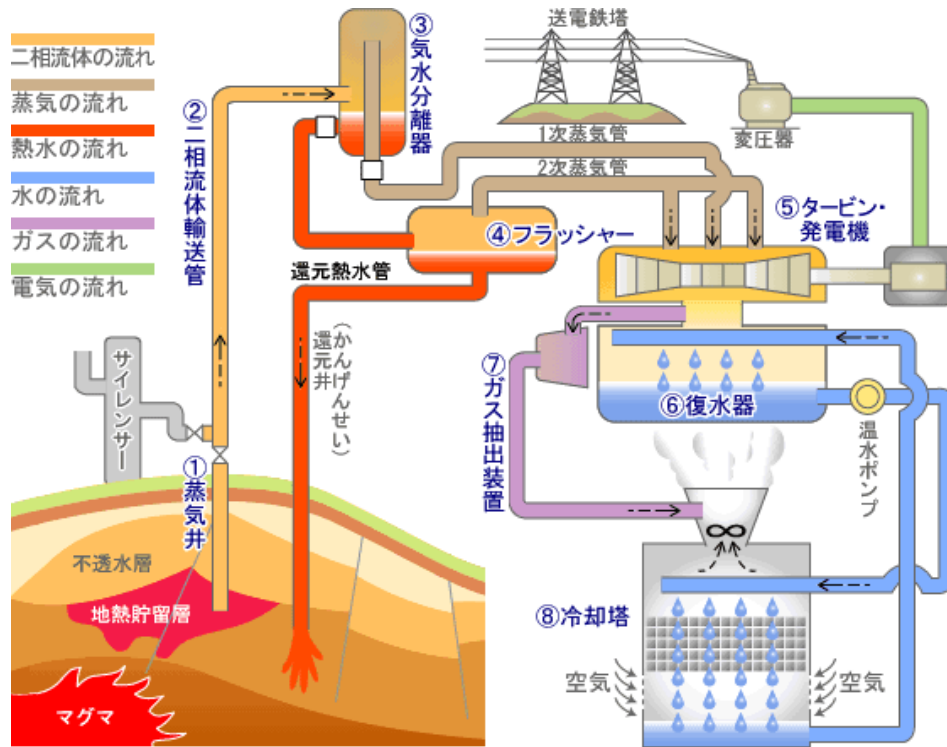 二相流体の流れ
蒸気の流れ
熱水の流れ
水の流れ
ガスの流れ
電気の流れ
②二相流体輸送管
③気水分離器
送電鉄塔
変圧器
1次蒸気管
2次蒸気管
④フラッシャー
⑤タービン・
発電機
還元熱水管
還元井
(かんげんせい)
サイレンサー
①蒸気井
⑦ガス抽出装置
⑥復水器
温水ポンプ
不透水層
地熱貯留層
マグマ
⑧冷却塔
空気
空気